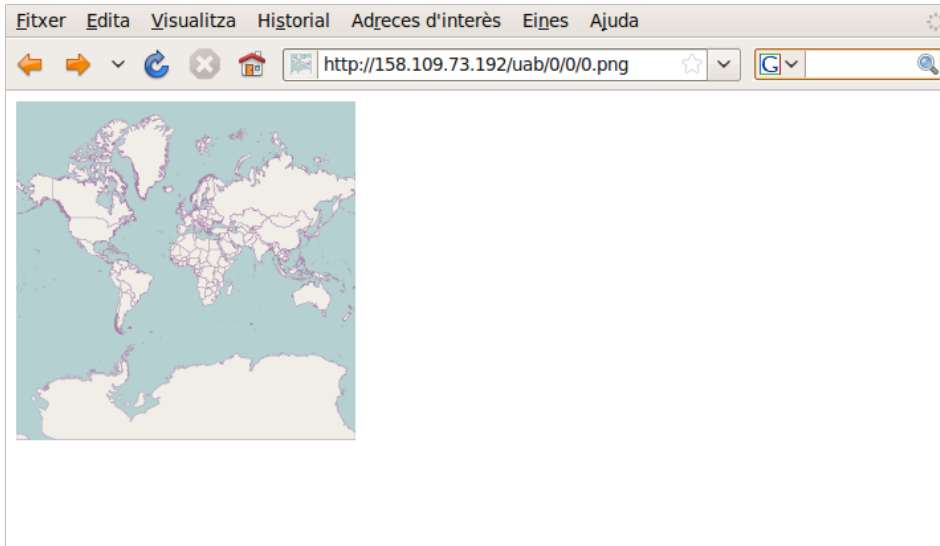 Fitxer Edita Visualitza Historial Adreces d'interès Eines Ajuda
http://158.109.73.192/uab/0/0/0.png G